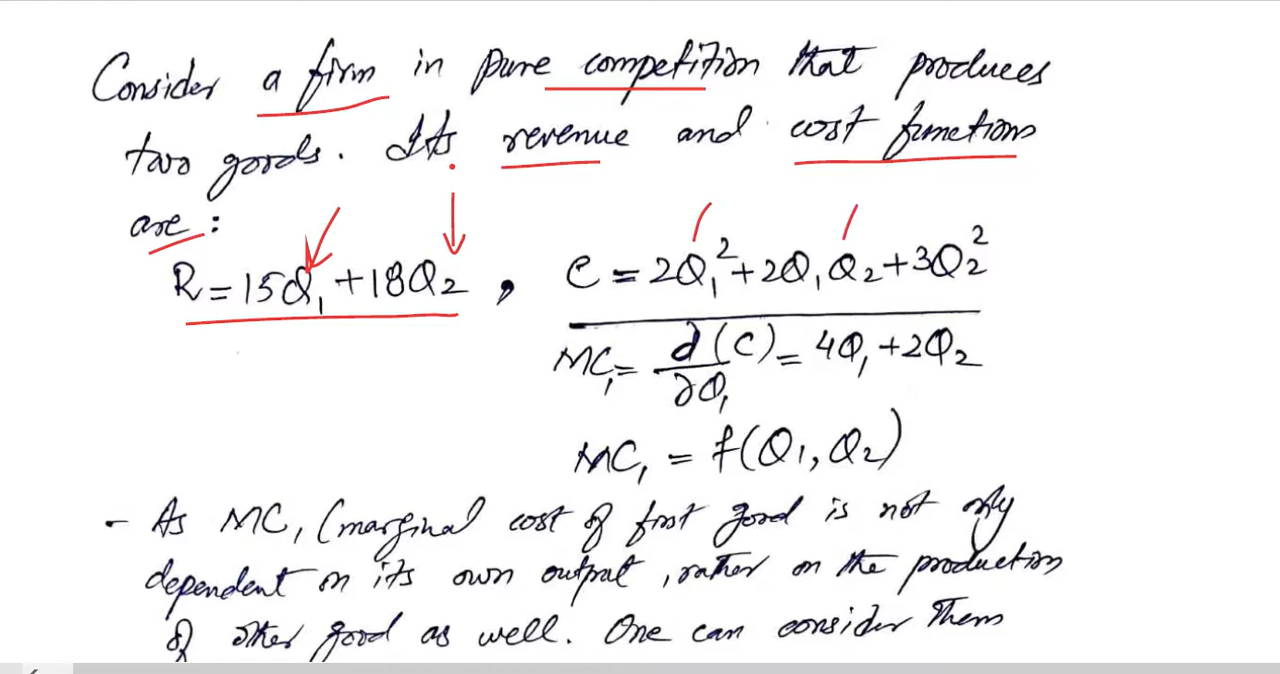 Consider a firm in pure competition that produces
two goods. Its revenue and cost functions
are :
R = 15Q₁ + 18Q₂ , C = 2Q₁² + 2Q₁Q₂ + 3Q₂²
MC₁ = ∂(C)/∂Q₁ = 4Q₁ + 2Q₂
MC₁ = f(Q₁, Q₂)
- As MC₁ (marginal cost of first good is not only
dependent on its own output, rather on the production
of other good as well. One can consider them